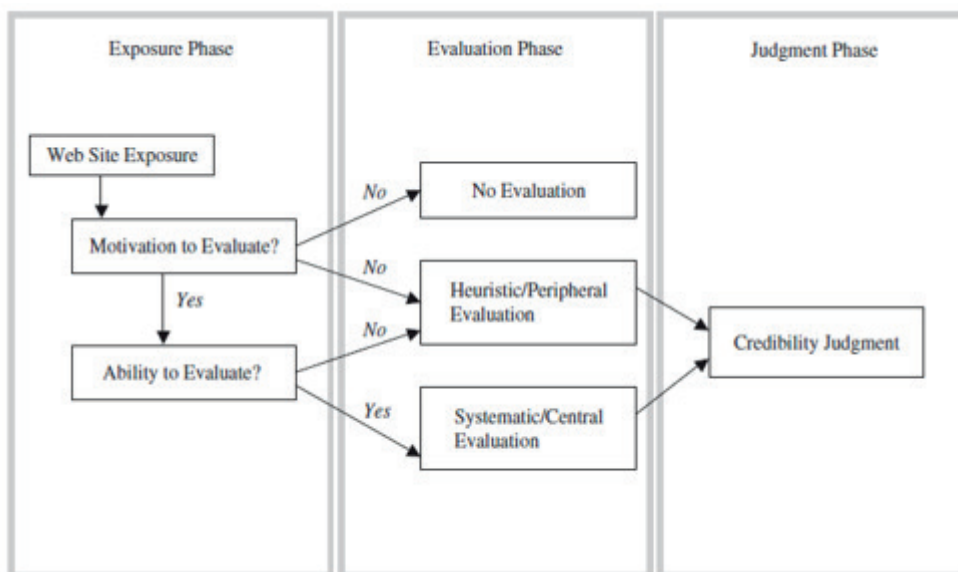 Exposure Phase
Evaluation Phase
Judgment Phase
Web Site Exposure
No
No Evaluation
Motivation to Evaluate?
No
Heuristic/Peripheral
Evaluation
Yes
No
Credibility Judgment
Ability to Evaluate?
Yes
Systematic/Central
Evaluation